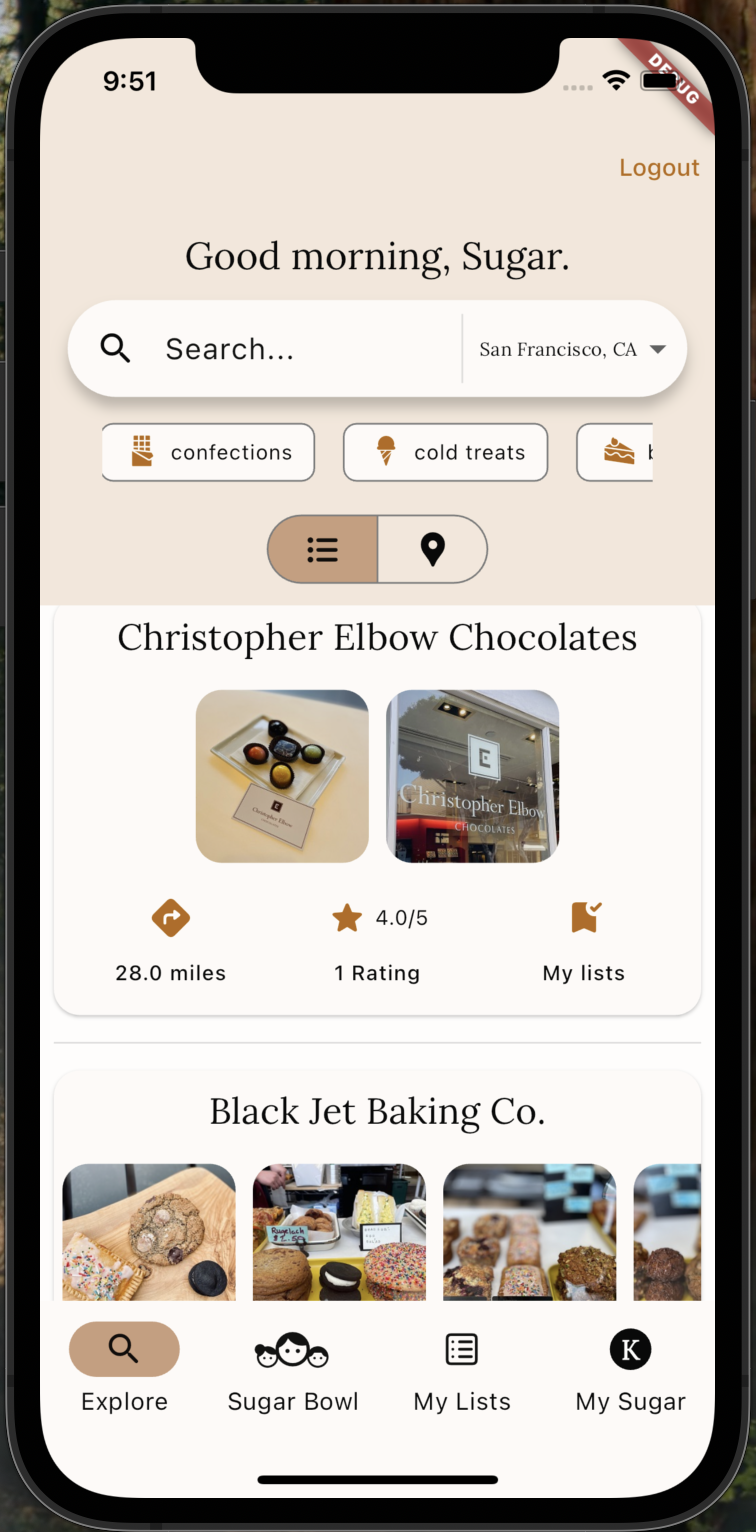 9:51
DEBUG
Logout
Good morning, Sugar.
Search...
San Francisco, CA
confections
cold treats
Christopher Elbow Chocolates
E
Christopher Elbow
E
Christopher Elbow
CHOCOLATES
28.0 miles
4.0/5
1 Rating
My lists
Black Jet Baking Co.
Rugelach
Explore
Sugar Bowl
My Lists
K
My Sugar